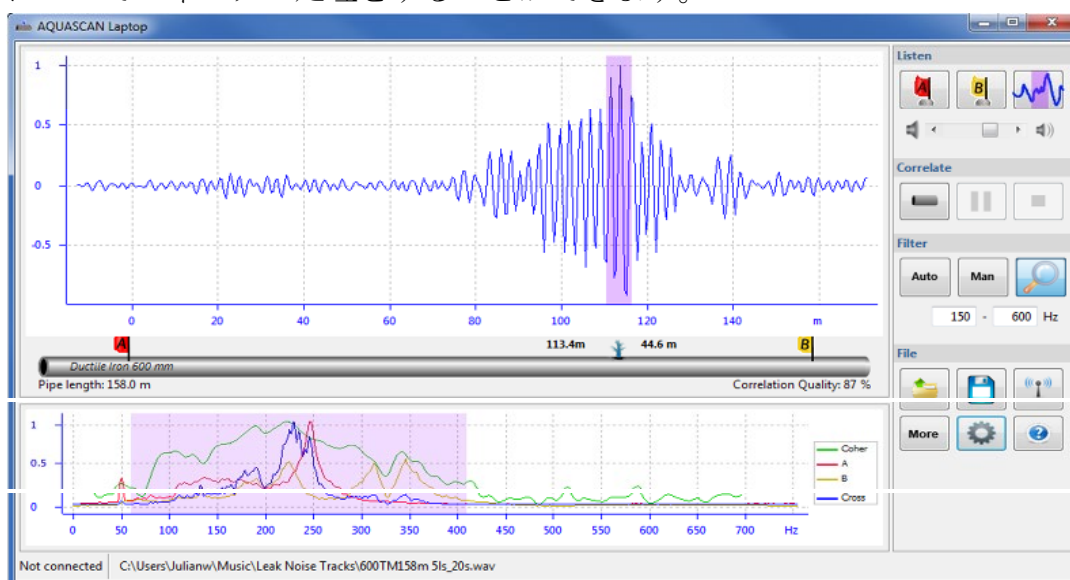 AQUASCAN Laptop
Listen
A
B
1
0.5
0
-0.5
0
20
40
60
80
100
120
140
m
Correlate
Filter
Auto
Man
150 - 600 Hz
A
113.4m
44.6 m
B
Ductile Iron 600 mm
Pipe length: 158.0 m
Correlation Quality: 87 %
File
More
1
0.5
0
Coher
A
B
Cross
0
50
100
150
200
250
300
350
400
450
500
550
600
650
700
Hz
Not connected
C:\Users\Julianw\Music\Leak Noise Tracks\600TM158m 5ls_20s.wav